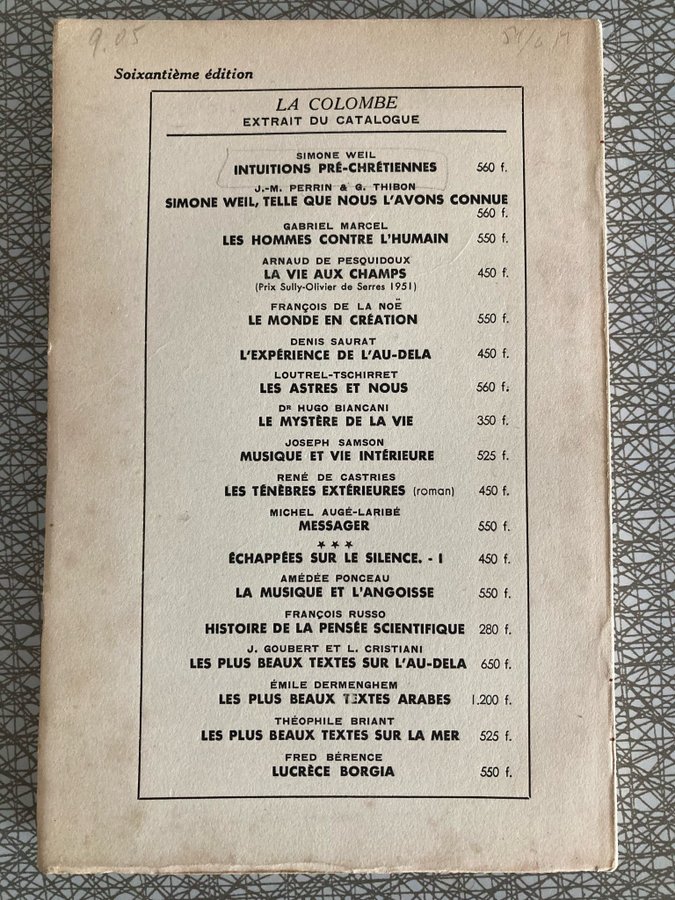 9.05
Soixantième édition
LA COLOMBE
EXTRAIT DU CATALOGUE
SIMONE WEIL
INTUITIONS PRÉ-CHRÉTIENNES 560 f.
J.-M. PERRIN & G. THIBON
SIMONE WEIL, TELLE QUE NOUS L'AVONS CONNUE
560 f.
GABRIEL MARCEL
LES HOMMES CONTRE L'HUMAIN 550 f.
ARNAUD DE PESQUIDOUX
LA VIE AUX CHAMPS 450 f.
(Prix Sully-Olivier de Serres 1951)
FRANÇOIS DE LA NOË
LE MONDE EN CRÉATION 550 f.
DENIS SAURAT
L'EXPÉRIENCE DE L'AU-DELA 450 f.
LOUTREL-TSCHIRRET
LES ASTRES ET NOUS 560 f.
DR HUGO BIANCANI
LE MYSTÈRE DE LA VIE 350 f.
JOSEPH SAMSON
MUSIQUE ET VIE INTÉRIEURE 525 f.
RENÉ DE CASTRIES
LES TÉNÈBRES EXTÉRIEURES (roman) 450 f.
MICHEL AUGÉ-LARIBÉ
MESSAGER 550 f.
★ ★ ★
ÉCHAPPÉES SUR LE SILENCE. - I 450 f.
AMÉDÉE PONCEAU
LA MUSIQUE ET L'ANGOISSE 550 f.
FRANÇOIS RUSSO
HISTOIRE DE LA PENSÉE SCIENTIFIQUE 280 f.
J. GOUBERT ET L. CRISTIANI
LES PLUS BEAUX TEXTES SUR L'AU-DELA 650 f.
ÉMILE DERMENGHEM
LES PLUS BEAUX TEXTES ARABES 1.200 f.
THÉOPHILE BRIANT
LES PLUS BEAUX TEXTES SUR LA MER 525 f.
FRED BÉRENCE
LUCRÈCE BORGIA 550 f.